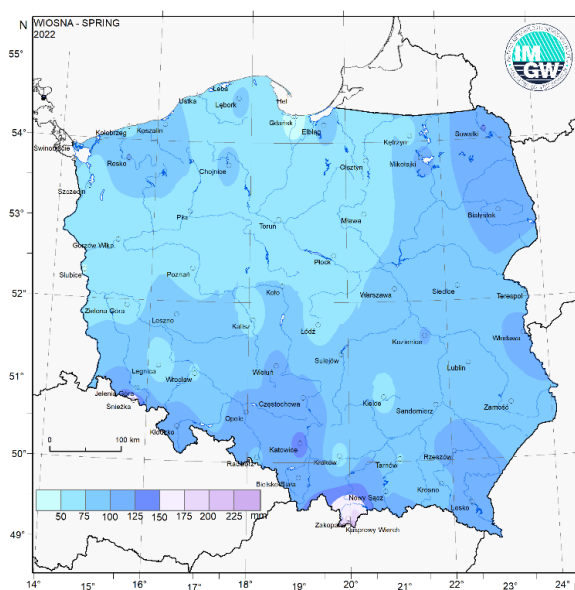 N
WIOSNA - SPRING
2022
IM
GW
55°
Łeba
Ustka
Hel
Lębork
Gdańsk
Elbląg
Koszalin
Kołobrzeg
54°
Suwałki
Kętrzyn
Świnoujście
Resko
Mikołajki
Olsztyn
Chojnice
Szczecin
53°
Białystok
Piła
Mława
Toruń
Gorzów Wlkp.
Płock
Słubice
Poznań
Koło
Siedlce
52°
Warszawa
Terespol
Zielona Góra
Leszno
Kalisz
Łódź
Kozienice
Włodawa
Sulejów
51°
Legnica
Wieluń
Lublin
Wrocław
Jelenia Góra
Śnieżka
Częstochowa
Kielce
Sandomierz
Zamość
Opole
Kłodzko
0
100 km
50°
Katowice
Racibórz
Kraków
Tarnów
Rzeszów
Bielsko-Biała
Nowy Sącz
Krosno
Lesko
50 75 100 125 150 175 200 225 mm
Zakopane
Kasprowy Wierch
49°
14° 15° 16° 17° 18° 19° 20° 21° 22° 23° 24°